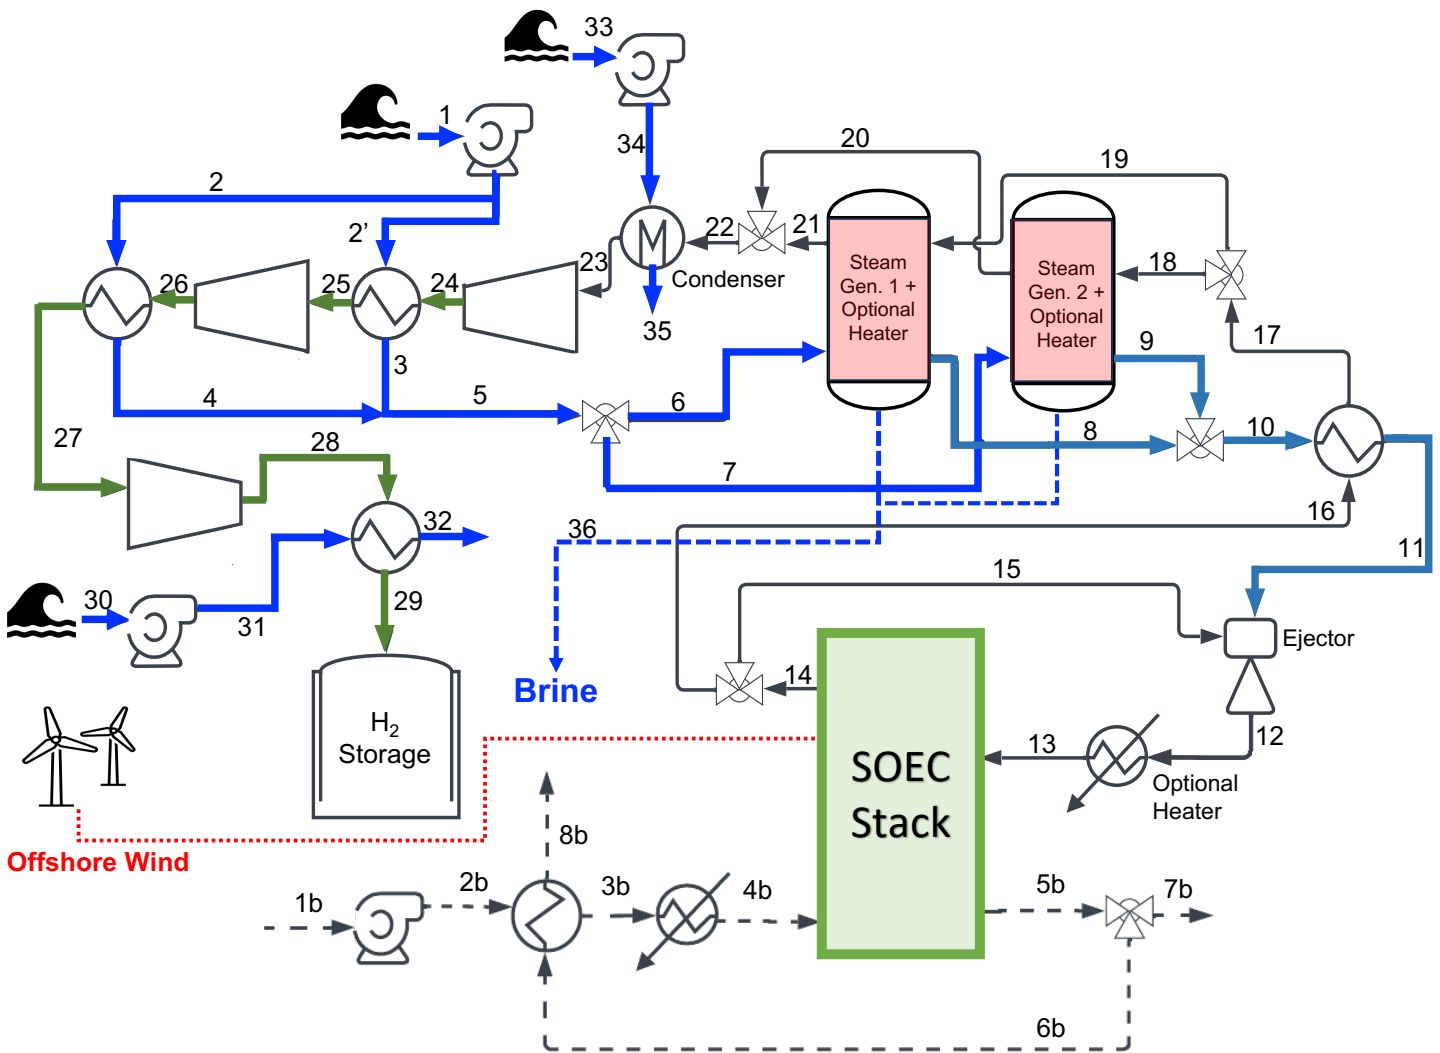 33
1
34
20
19
2
2’
22
21
23
Condenser
18
26
25
24
Steam
Gen. 1 +
Optional
Heater
Steam
Gen. 2 +
Optional
Heater
35
3
9
17
4
5
6
27
28
7
8
10
16
32
36
11
15
30
31
29
Ejector
14
Brine
H2
Storage
12
13
SOEC
Stack
Optional
Heater
Offshore Wind
8b
1b
2b
3b
4b
5b
7b
6b